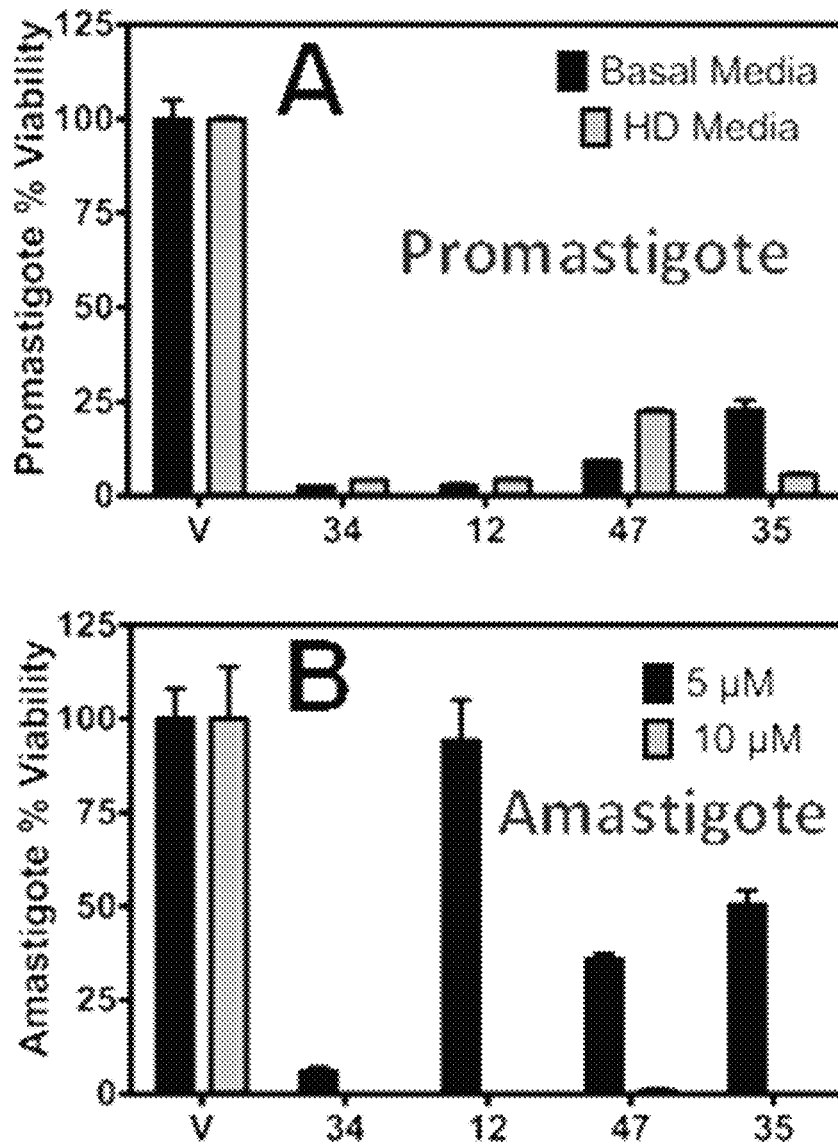 Promastigote % Viability
125
100
75
50
25
0
A
Basal Media
HD Media
Promastigote
V 34 12 47 35
Amastigote % Viability
125
100
75
50
25
0
B
5 µM
10 µM
Amastigote
V 34 12 47 35